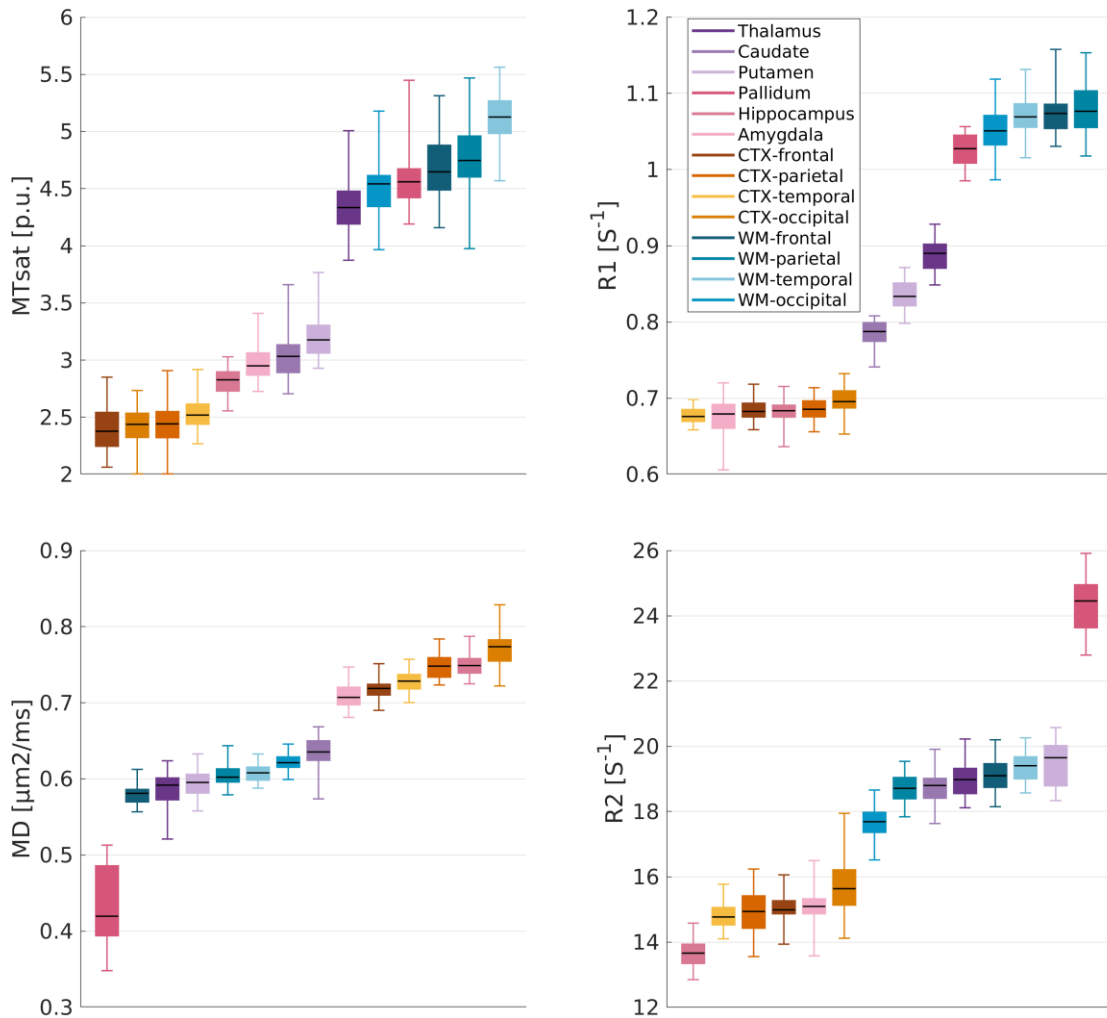 6
5.5
5
4.5
4
3.5
3
2.5
2
MTsat [p.u.]
1.2
1.1
1
0.9
0.8
0.7
0.6
R1 [S-1]
Thalamus
Caudate
Putamen
Pallidum
Hippocampus
Amygdala
CTX-frontal
CTX-parietal
CTX-temporal
CTX-occipital
WM-frontal
WM-parietal
WM-temporal
WM-occipital
0.9
0.8
0.7
0.6
0.5
0.4
0.3
MD [µm2/ms]
26
24
22
20
18
16
14
12
R2 [S-1]